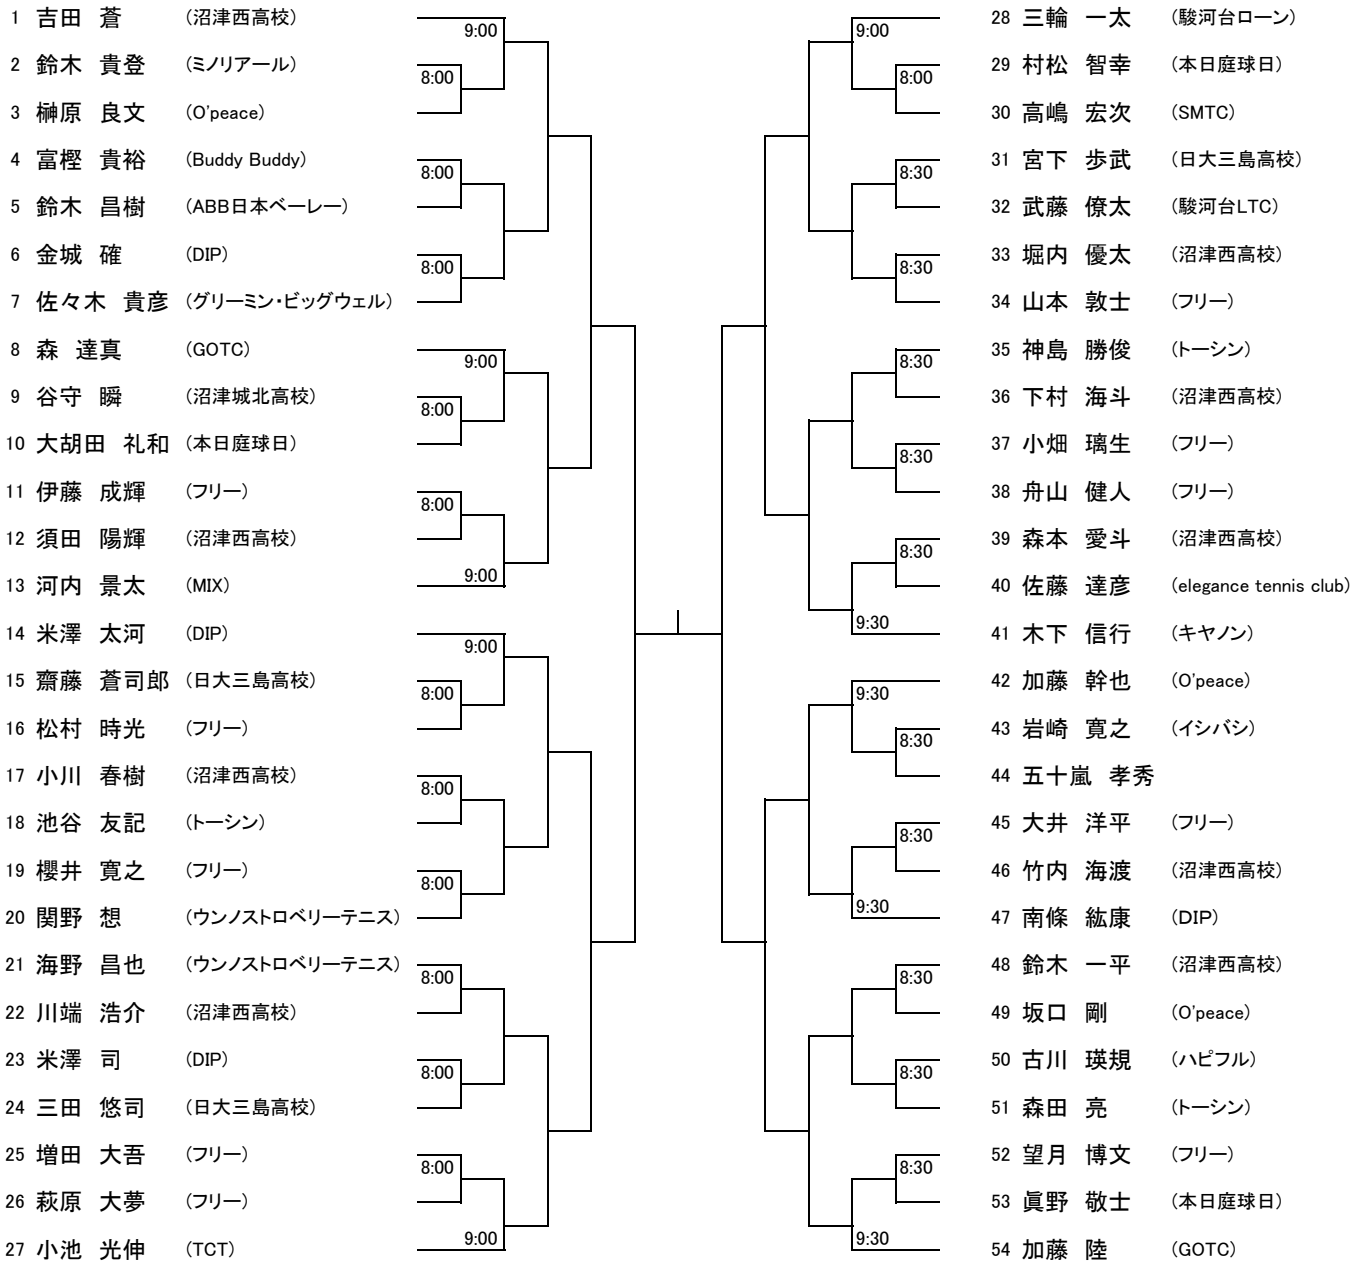 1 吉田 蒼 (沼津西高校)
9:00
2 鈴木 貴登 (ミノリアール)
8:00
3 榊原 良文 (O'peace)
4 富樫 貴裕 (Buddy Buddy)
8:00
5 鈴木 昌樹 (ABB日本ベーレー)
6 金城 確 (DIP)
8:00
7 佐々木 貴彦 (グリーミン・ビッグウェル)
8 森 達真 (GOTC)
9:00
9 谷守 瞬 (沼津城北高校)
8:00
10 大胡田 礼和 (本日庭球日)
11 伊藤 成輝 (フリー)
8:00
12 須田 陽輝 (沼津西高校)
9:00
13 河内 景太 (MIX)
14 米澤 太河 (DIP)
9:00
15 齋藤 蒼司郎 (日大三島高校)
8:00
16 松村 時光 (フリー)
17 小川 春樹 (沼津西高校)
8:00
18 池谷 友記 (トーシン)
19 櫻井 寛之 (フリー)
8:00
20 関野 想 (ウンノストロベリーテニス)
21 海野 昌也 (ウンノストロベリーテニス)
8:00
22 川端 浩介 (沼津西高校)
23 米澤 司 (DIP)
8:00
24 三田 悠司 (日大三島高校)
25 増田 大吾 (フリー)
8:00
26 萩原 大夢 (フリー)
9:00
27 小池 光伸 (TCT)
28 三輪 一太 (駿河台ローン)
9:00
29 村松 智幸 (本日庭球日)
8:00
30 高嶋 宏次 (SMTC)
31 宮下 歩武 (日大三島高校)
8:30
32 武藤 僚太 (駿河台LTC)
33 堀内 優太 (沼津西高校)
8:30
34 山本 敦士 (フリー)
35 神島 勝俊 (トーシン)
8:30
36 下村 海斗 (沼津西高校)
37 小畑 璃生 (フリー)
8:30
38 舟山 健人 (フリー)
39 森本 愛斗 (沼津西高校)
8:30
40 佐藤 達彦 (elegance tennis club)
9:30
41 木下 信行 (キヤノン)
42 加藤 幹也 (O'peace)
9:30
43 岩崎 寛之 (イシバシ)
8:30
44 五十嵐 孝秀
45 大井 洋平 (フリー)
8:30
46 竹内 海渡 (沼津西高校)
9:30
47 南條 紘康 (DIP)
48 鈴木 一平 (沼津西高校)
8:30
49 坂口 剛 (O'peace)
50 古川 瑛規 (ハピフル)
8:30
51 森田 亮 (トーシン)
52 望月 博文 (フリー)
8:30
53 眞野 敬士 (本日庭球日)
9:30
54 加藤 陸 (GOTC)